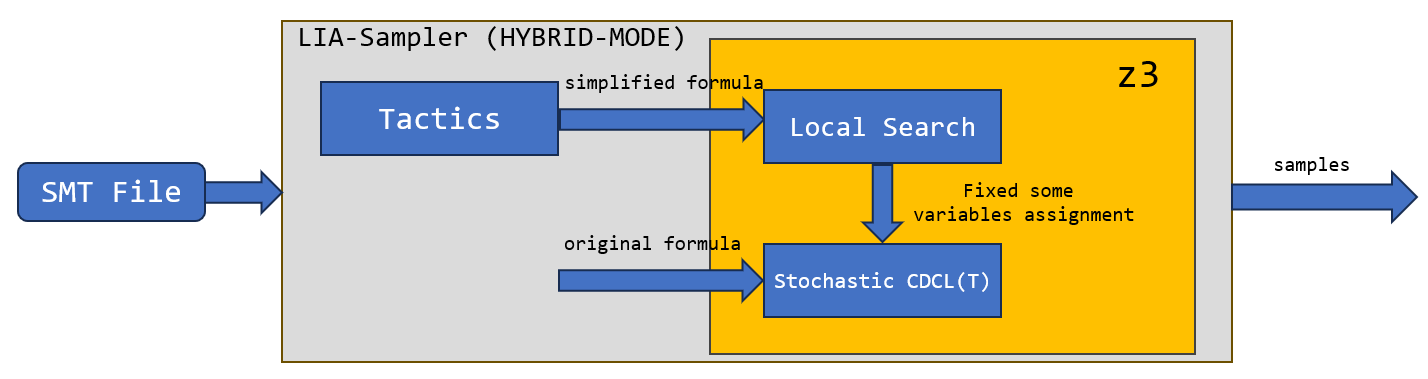 LIA-Sampler (HYBRID-MODE)
z3
simplified formula
Tactics
Local Search
SMT File
samples
Fixed some
variables assignment
original formula
Stochastic CDCL(T)